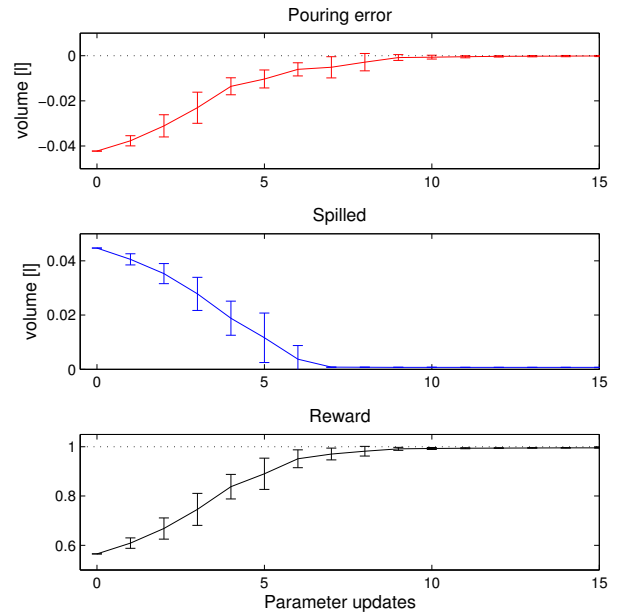 Pouring error
volume [l]
0
−0.02
−0.04
0 5 10 15
Spilled
volume [l]
0.04
0.02
0
0 5 10 15
Reward
1
0.8
0.6
0 5 10 15
Parameter updates